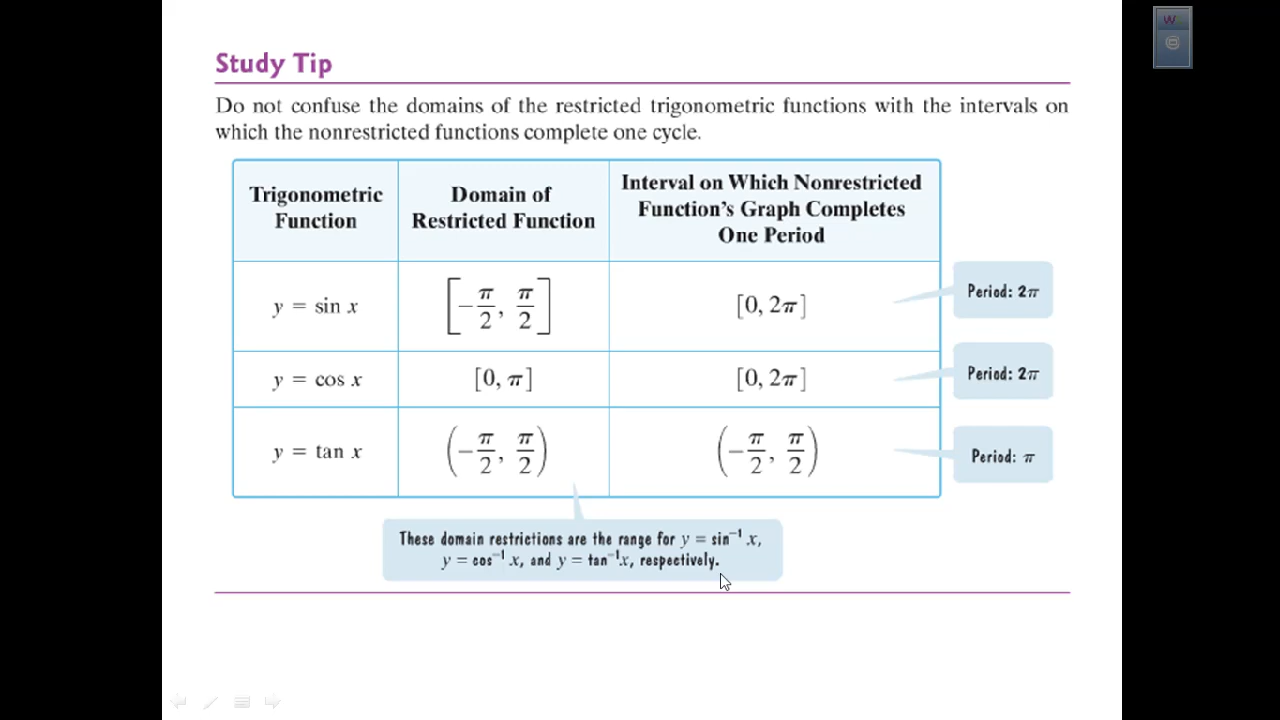 W
Study Tip
Do not confuse the domains of the restricted trigonometric functions with the intervals on
which the nonrestricted functions complete one cycle.
Trigonometric
Function
Domain of
Restricted Function
Interval on Which Nonrestricted
Function's Graph Completes
One Period
y = sin x
[−π/2, π/2]
[0, 2π]
Period: 2π
y = cos x
[0, π]
[0, 2π]
Period: 2π
y = tan x
(−π/2, π/2)
(−π/2, π/2)
Period: π
These domain restrictions are the range for y = sin⁻¹ x,
y = cos⁻¹ x, and y = tan⁻¹x, respectively.